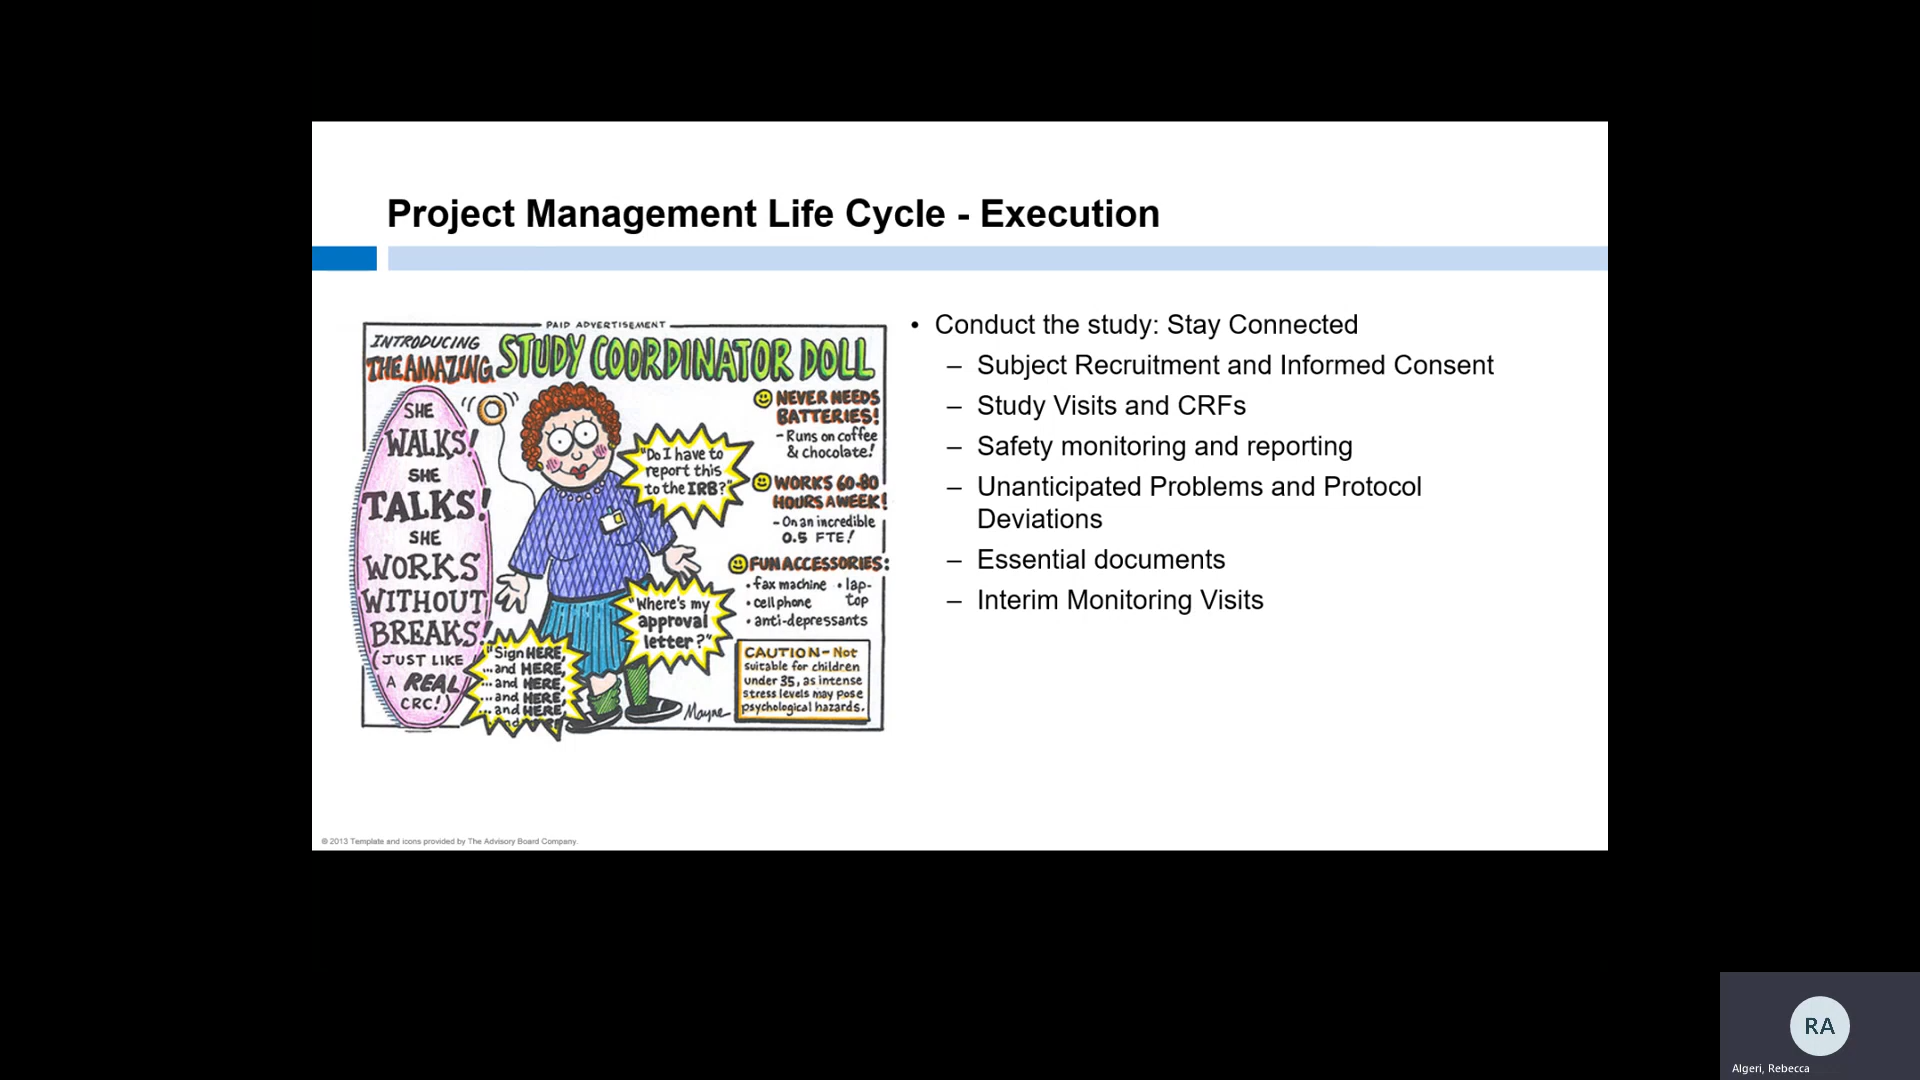 Project Management Life Cycle - Execution
PAID ADVERTISEMENT
INTRODUCING
THE AMAZING STUDY COORDINATOR DOLL
SHE
WALKS!
SHE
TALKS!
SHE
WORKS
WITHOUT
BREAKS!
(JUST LIKE
A REAL
CRC!)
"Do I have to
report this
to the IRB?"
"Where's my
approval
letter?"
"Sign HERE,
...and HERE,
...and HERE,
...and HERE,
...and HERE,
Mayne
NEVER NEEDS
BATTERIES!
- Runs on coffee
& chocolate!
WORKS 60-80
HOURS A WEEK!
- On an incredible
0.5 FTE!
FUN ACCESSORIES:
• fax machine • lap-
top
• cell phone
• anti-depressants
CAUTION - Not
suitable for children
under 35, as intense
stress levels may pose
psychological hazards.
• Conduct the study: Stay Connected
– Subject Recruitment and Informed Consent
– Study Visits and CRFs
– Safety monitoring and reporting
– Unanticipated Problems and Protocol
Deviations
– Essential documents
– Interim Monitoring Visits
© 2013 Template and icons provided by The Advisory Board Company.
RA
Algeri, Rebecca